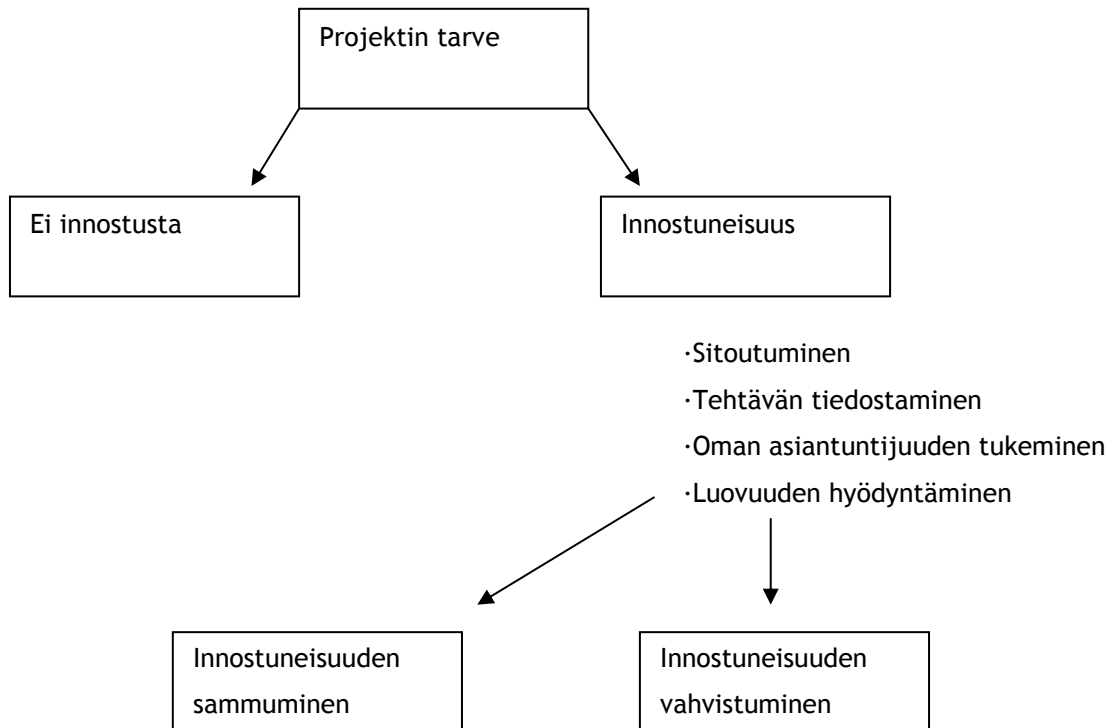 Projektin tarve
Ei innostusta
Innostuneisuus
·Sitoutuminen
·Tehtävän tiedostaminen
·Oman asiantuntijuuden tukeminen
·Luovuuden hyödyntäminen
Innostuneisuuden
sammuminen
Innostuneisuuden
vahvistuminen